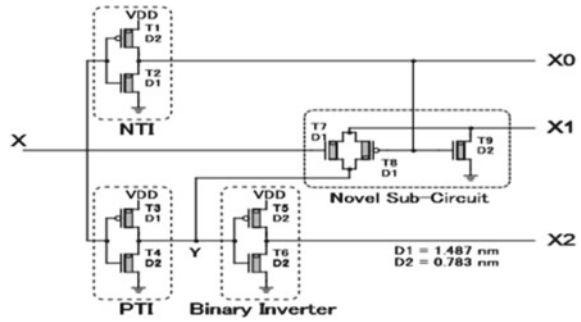 VDD
T1
D2
T2
D1
NTI
X0
X
T7
D1
T8
D1
T9
D2
X1
Novel Sub-Circuit
VDD
T3
D1
T4
D2
PTI
Y
VDD
T5
D2
T6
D2
Binary Inverter
X2
D1 = 1.487 nm
D2 = 0.783 nm